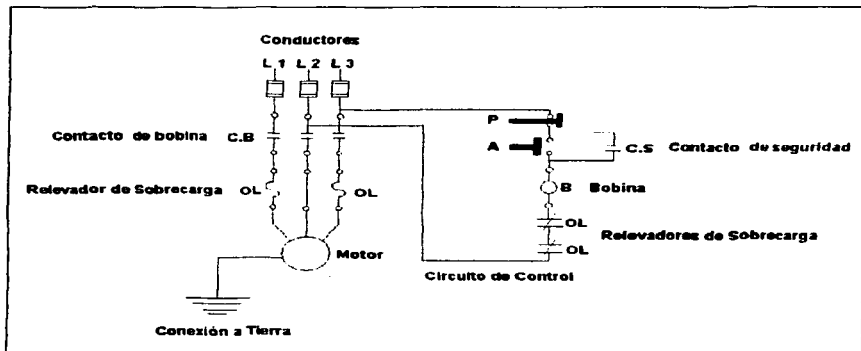 Conductores
L 1 L 2 L 3
P
Contacto de bobina C.B
A
C.S Contacto de seguridad
Relevador de Sobrecarga OL OL
B Bobina
OL
Relevadores de Sobrecarga
OL
Motor
Circuito de Control
Conexión a Tierra